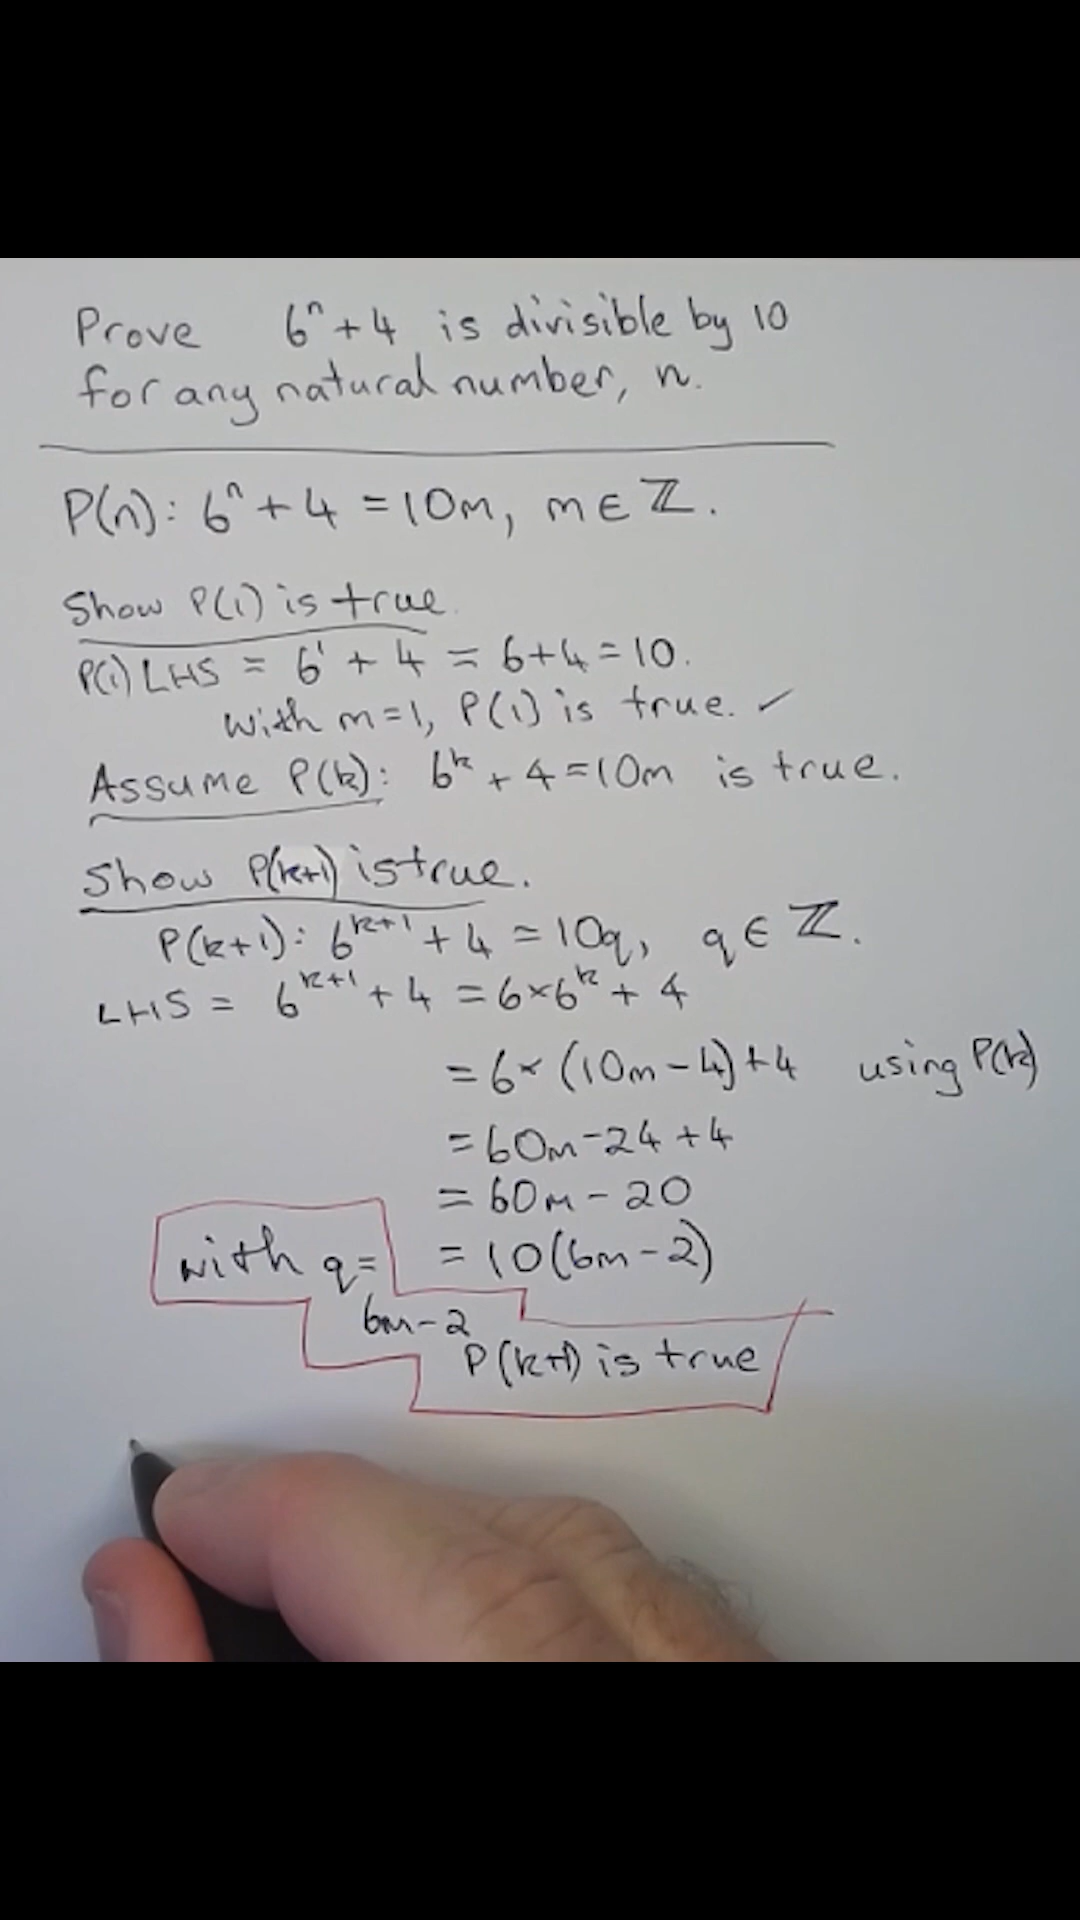 Prove 6ⁿ + 4 is divisible by 10
for any natural number, n.
P(n): 6ⁿ + 4 = 10m, m ∈ ℤ.
Show P(1) is true.
P(1) LHS = 6¹ + 4 = 6+4 = 10.
With m=1, P(1) is true. ✓
Assume P(k): 6ᵏ + 4 = 10m is true.
Show P(k+1) is true.
P(k+1): 6ᵏ⁺¹ + 4 = 10q, q ∈ ℤ.
LHS = 6ᵏ⁺¹ + 4 = 6×6ᵏ + 4
= 6× (10m - 4) + 4 using P(k)
= 60m - 24 + 4
= 60m - 20
with q = = 10(6m - 2)
6m - 2
P(k+1) is true